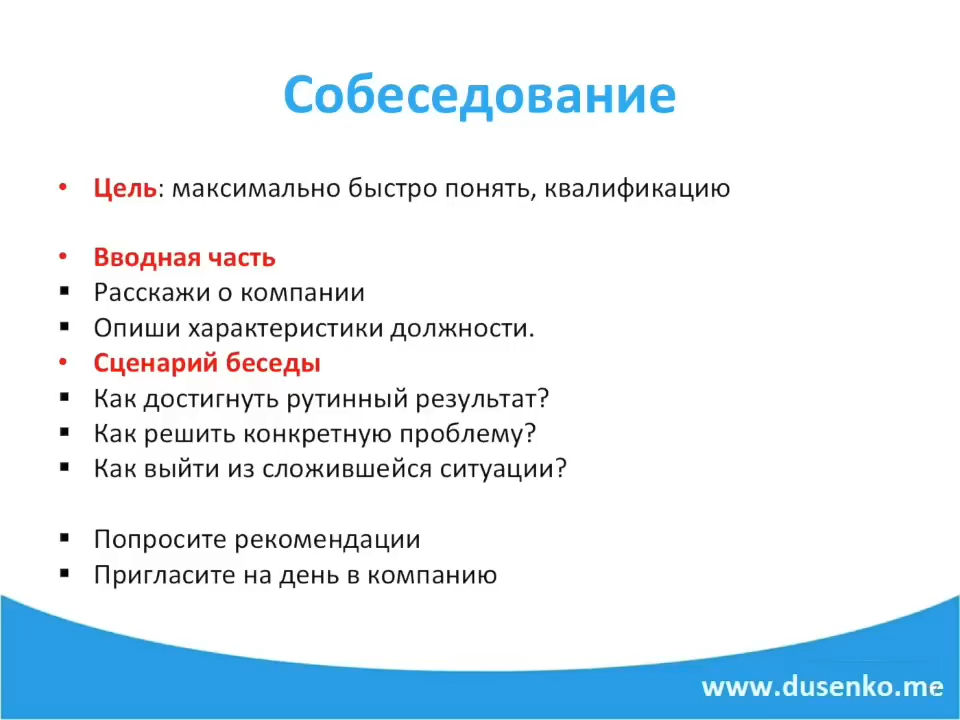 Собеседование
• Цель: максимально быстро понять, квалификацию
• Вводная часть
▪ Расскажи о компании
▪ Опиши характеристики должности.
• Сценарий беседы
▪ Как достигнуть рутинный результат?
▪ Как решить конкретную проблему?
▪ Как выйти из сложившейся ситуации?
▪ Попросите рекомендации
▪ Пригласите на день в компанию
www.dusenko.me